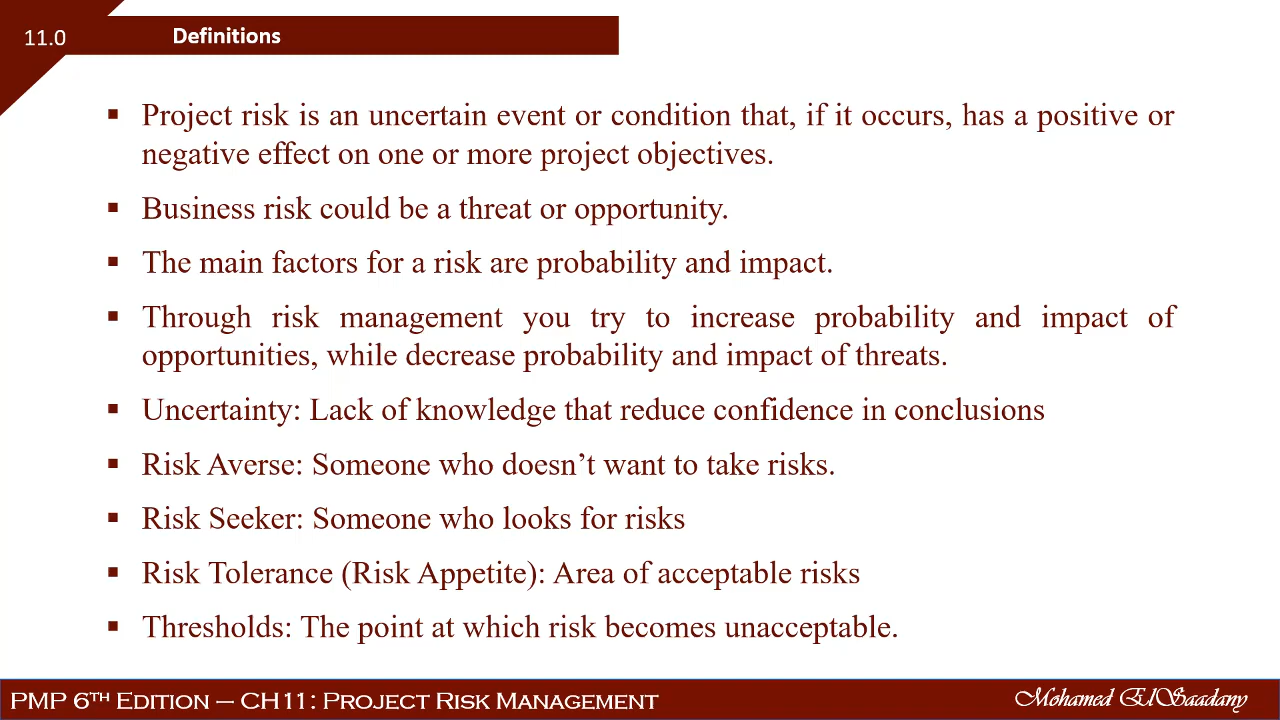 11.0
Definitions
▪ Project risk is an uncertain event or condition that, if it occurs, has a positive or
negative effect on one or more project objectives.
▪ Business risk could be a threat or opportunity.
▪ The main factors for a risk are probability and impact.
▪ Through risk management you try to increase probability and impact of
opportunities, while decrease probability and impact of threats.
▪ Uncertainty: Lack of knowledge that reduce confidence in conclusions
▪ Risk Averse: Someone who doesn’t want to take risks.
▪ Risk Seeker: Someone who looks for risks
▪ Risk Tolerance (Risk Appetite): Area of acceptable risks
▪ Thresholds: The point at which risk becomes unacceptable.
PMP 6TH Edition – CH11: Project Risk Management
Mohamed ElSaadany